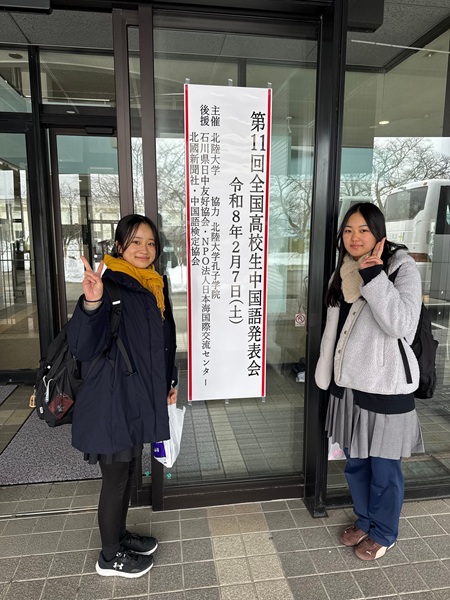 第11回全国高校生中国語発表会
令和8年2月7日(土)
主催 北陸大学 協力 北陸大学孔子学院
後援 石川県日中友好協会・NPO法人日本海国際交流センター
北國新聞社・中国語検定協会